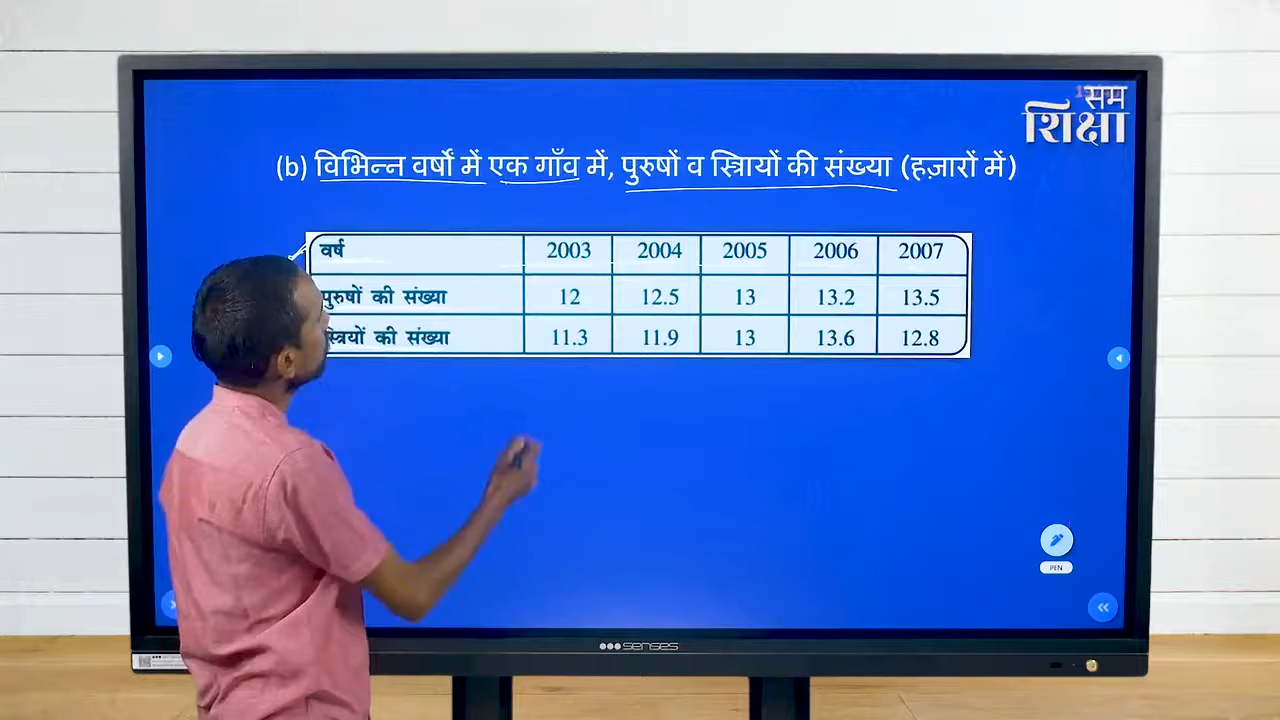 सम
शिक्षा
(b) विभिन्न वर्षों में एक गाँव में, पुरुषों व स्त्रिायों की संख्या (हज़ारों में)
वर्ष 2003 2004 2005 2006 2007
पुरुषों की संख्या 12 12.5 13 13.2 13.5
स्त्रियों की संख्या 11.3 11.9 13 13.6 12.8
PEN
senses